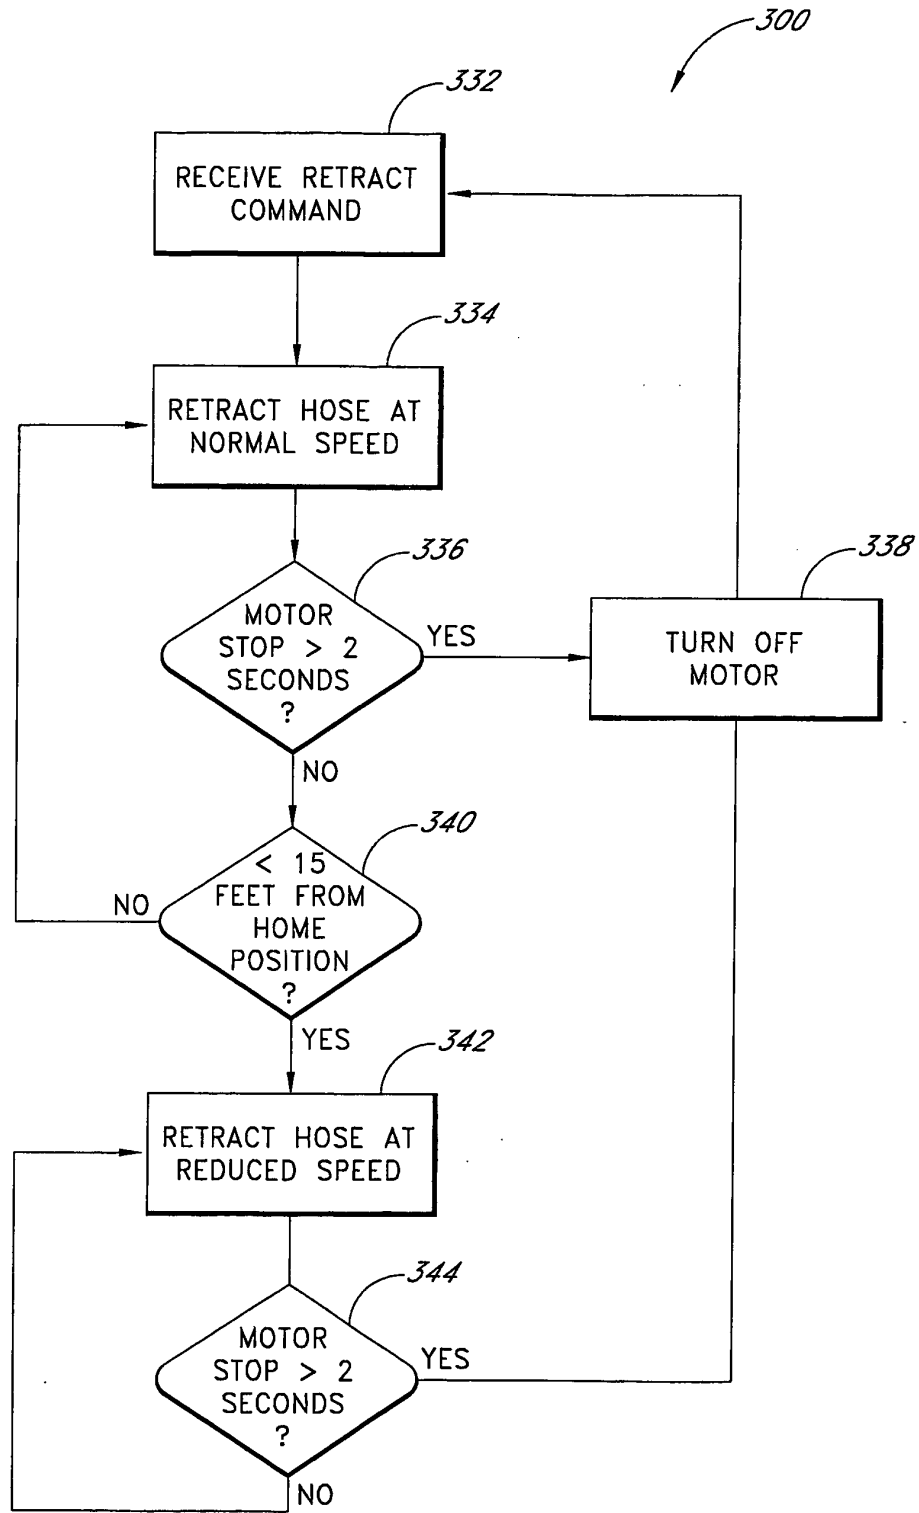 300
332
RECEIVE RETRACT
COMMAND
334
RETRACT HOSE AT
NORMAL SPEED
336
MOTOR
STOP > 2
SECONDS
?
YES
338
TURN OFF
MOTOR
NO
340
< 15
FEET FROM
HOME
POSITION
?
NO
YES
342
RETRACT HOSE AT
REDUCED SPEED
344
MOTOR
STOP > 2
SECONDS
?
YES
NO